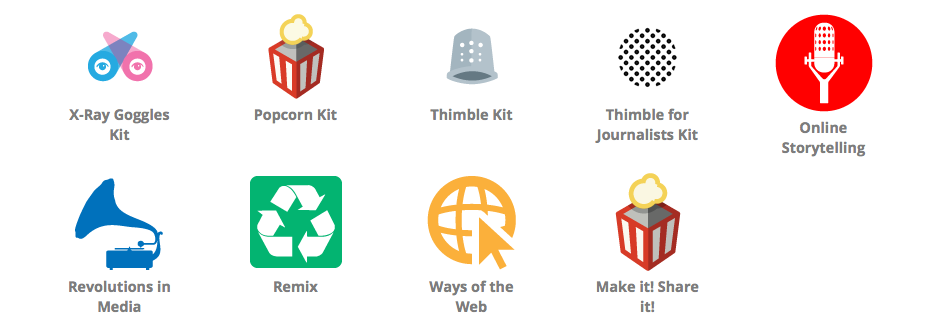 X-Ray Goggles
Kit
Popcorn Kit
Thimble Kit
Thimble for
Journalists Kit
Online
Storytelling
Revolutions in
Media
Remix
Ways of the
Web
Make it! Share
it!